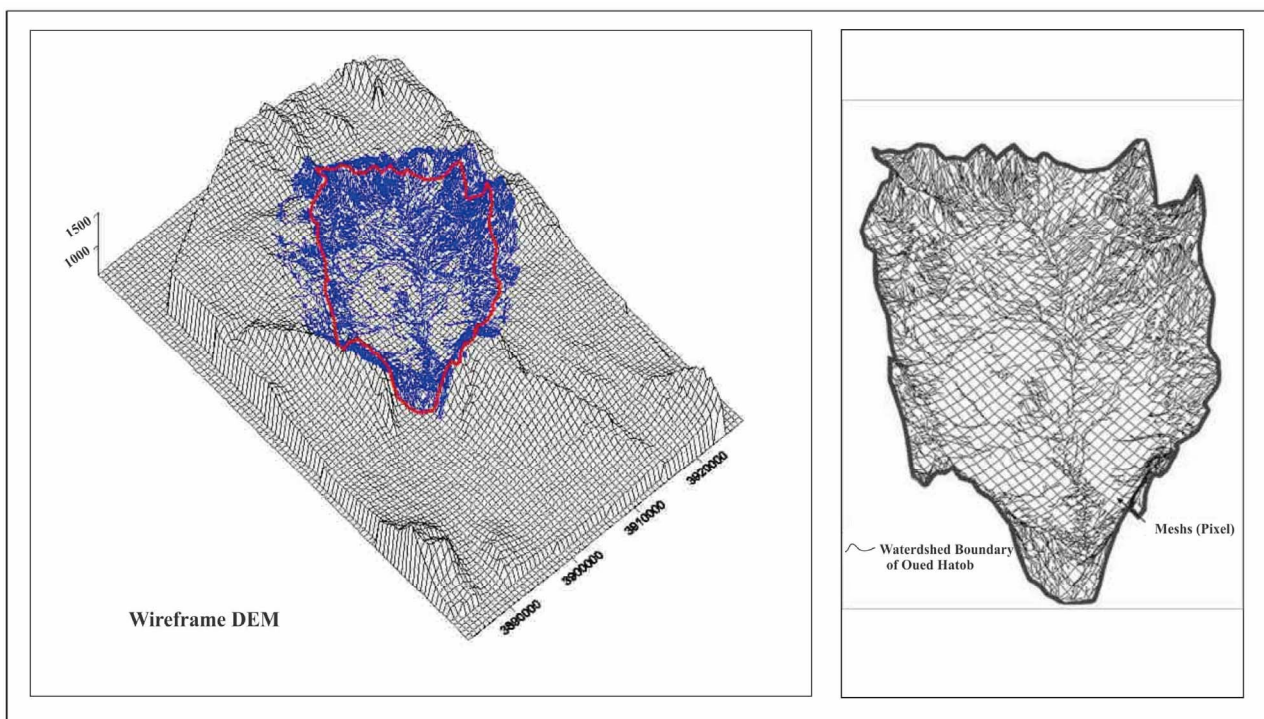 1500
1000
3920000
3910000
3900000
3890000
Wireframe DEM
Meshs (Pixel)
Waterdshed Boundary
of Oued Hatob